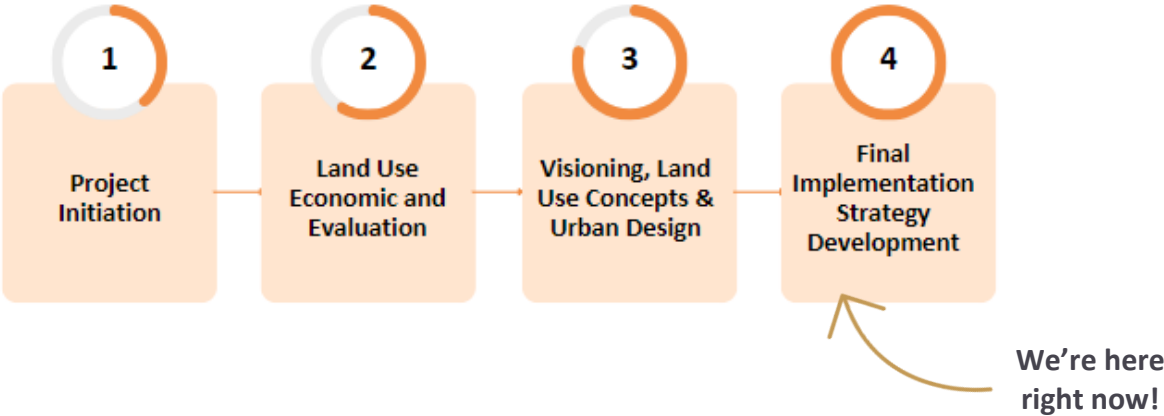 1
Project
Initiation
2
Land Use
Economic and
Evaluation
3
Visioning, Land
Use Concepts &
Urban Design
4
Final
Implementation
Strategy
Development
We’re here
right now!